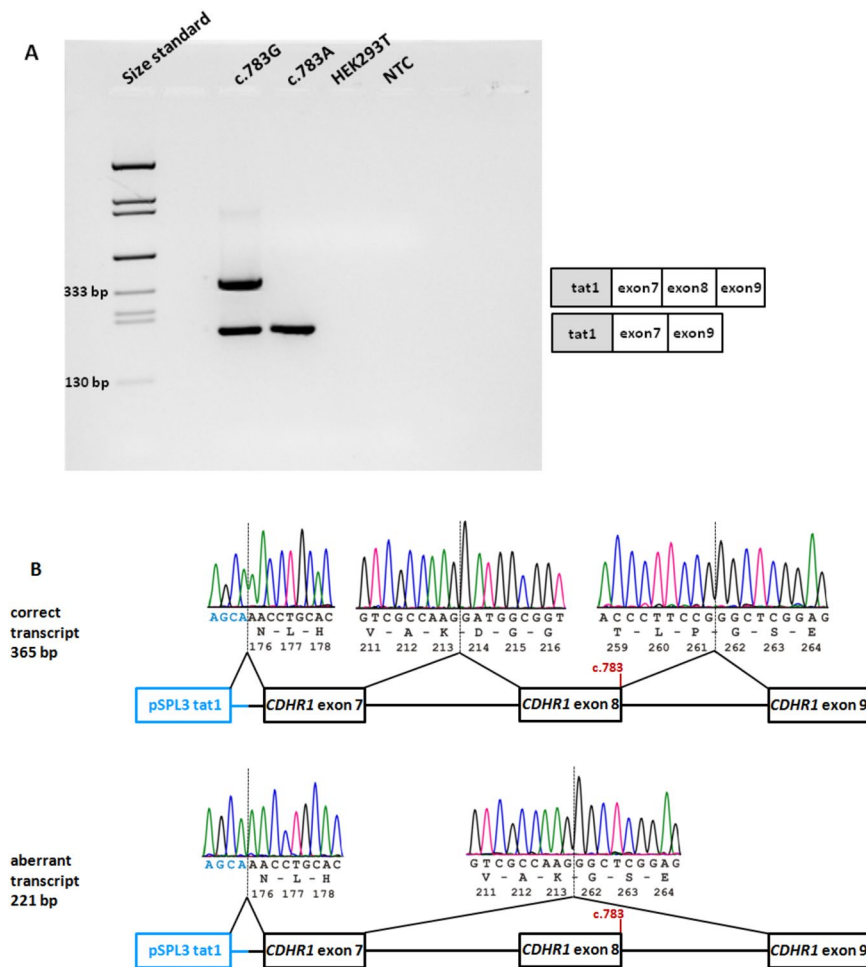 A
Size standard
c.783G
c.783A
HEK293T
NTC
333 bp
130 bp
tat1 exon7 exon8 exon9
tat1 exon7 exon9
B
correct
transcript
365 bp
AGCAAACCTGCAC
N - L - H
176 177 178
GTCGCCAAGGATGGCGGT
V - A - K - D - G - G
211 212 213 214 215 216
ACCCTTCCGGGCTCGGAG
T - L - P - G - S - E
259 260 261 262 263 264
c.783
pSPL3 tat1
CDHR1 exon 7
CDHR1 exon 8
CDHR1 exon 9
aberrant
transcript
221 bp
AGCAAACCTGCAC
N - L - H
176 177 178
GTCGCCAAGGGCTCGGAG
V - A - K - G - S - E
211 212 213 262 263 264
c.783
pSPL3 tat1
CDHR1 exon 7
CDHR1 exon 8
CDHR1 exon 9